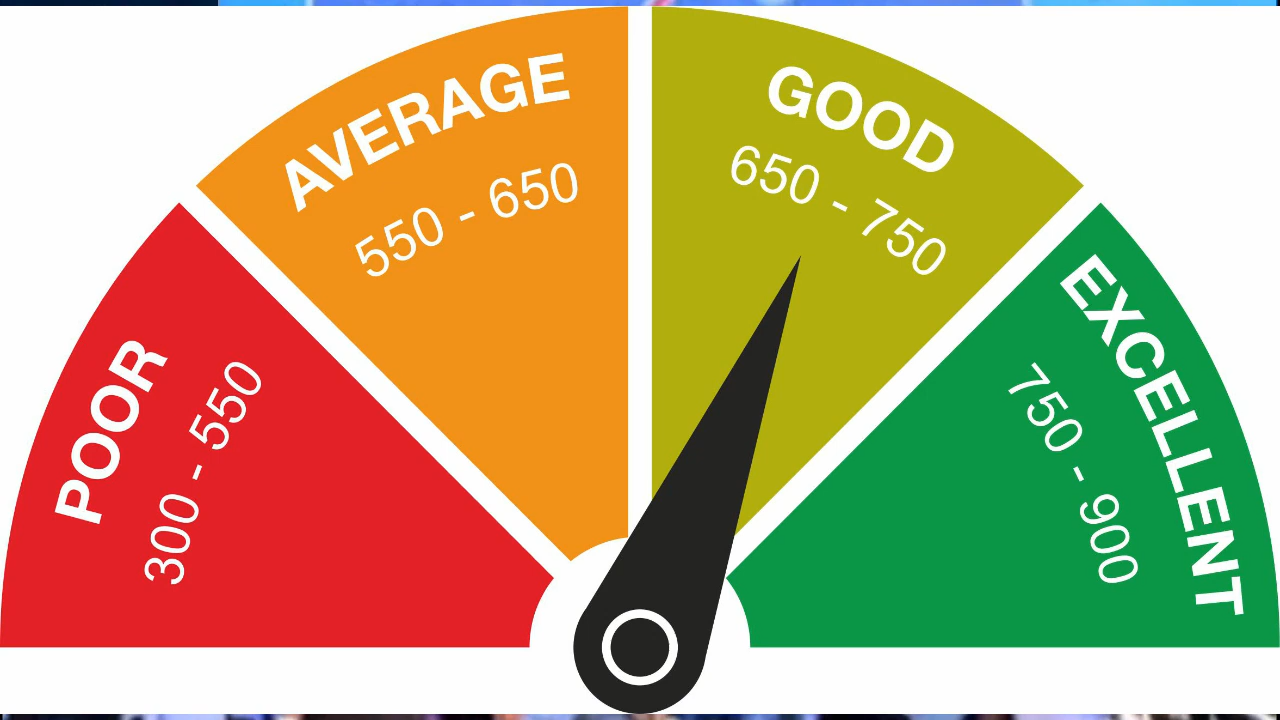 POOR
300 - 550
AVERAGE
550 - 650
GOOD
650 - 750
EXCELLENT
750 - 900